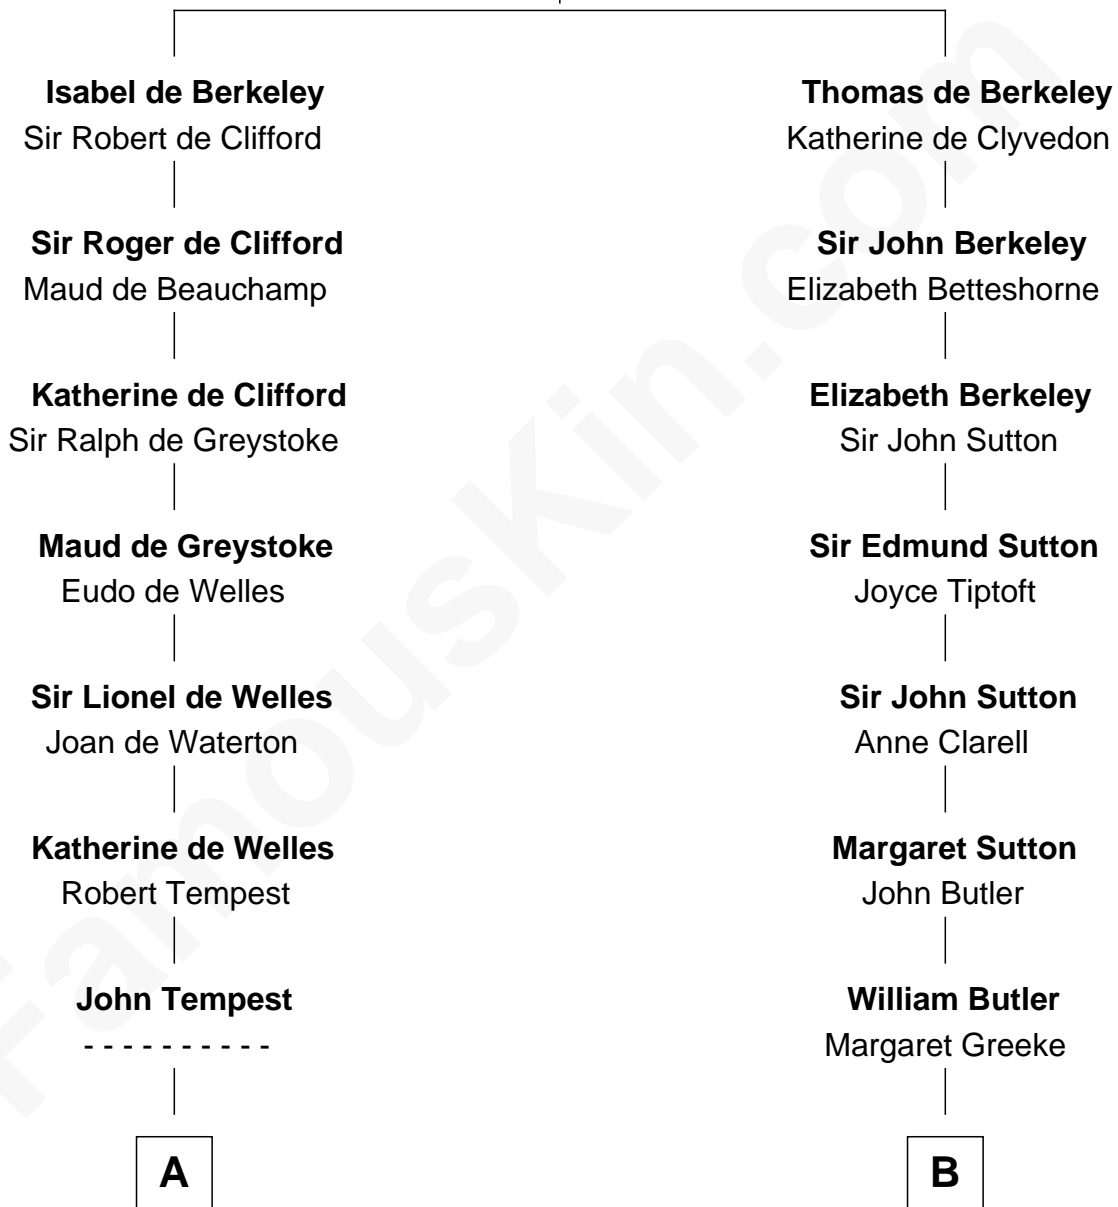 Isabel de Berkeley
Sir Robert de Clifford
Sir Roger de Clifford
Maud de Beauchamp
Katherine de Clifford
Sir Ralph de Greystoke
Maud de Greystoke
Eudo de Welles
Sir Lionel de Welles
Joan de Waterton
Katherine de Welles
Robert Tempest
John Tempest
- - - - - - - - - -
A
Thomas de Berkeley
Katherine de Clyvedon
Sir John Berkeley
Elizabeth Betteshorne
Elizabeth Berkeley
Sir John Sutton
Sir Edmund Sutton
Joyce Tiptoft
Sir John Sutton
Anne Clarell
Margaret Sutton
John Butler
William Butler
Margaret Greeke
B
FamousKin.com